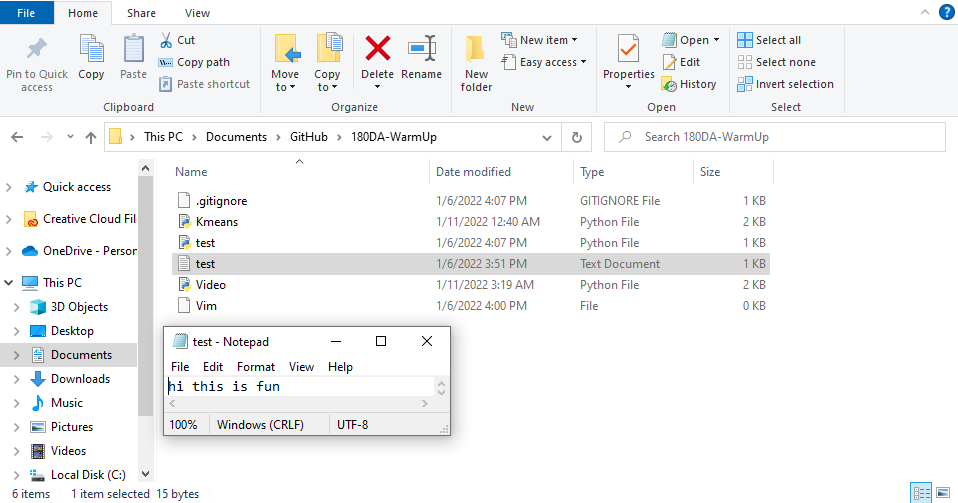 File Home Share View
Pin to Quick access
Copy
Paste
Cut
Copy path
Paste shortcut
Clipboard
Move to
Copy to
Delete
Rename
Organize
New folder
New item
Easy access
New
Properties
Open
Edit
History
Open
Select all
Select none
Invert selection
Select
This PC Documents GitHub 180DA-WarmUp
Search 180DA-WarmUp
Quick access
Creative Cloud Fil
OneDrive - Person
This PC
3D Objects
Desktop
Documents
Downloads
Music
Pictures
Videos
Local Disk (C:)
Name Date modified Type Size
.gitignore 1/6/2022 4:07 PM GITIGNORE File 1 KB
Kmeans 1/11/2022 12:40 AM Python File 2 KB
test 1/6/2022 4:07 PM Python File 1 KB
test 1/6/2022 3:51 PM Text Document 1 KB
Video 1/11/2022 3:19 AM Python File 2 KB
Vim 1/6/2022 4:00 PM File 0 KB
test - Notepad
File Edit Format View Help
hi this is fun
100% Windows (CRLF) UTF-8
6 items 1 item selected 15 bytes